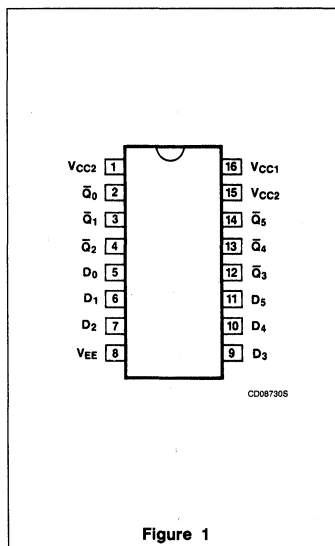 VCC2 1 16 VCC1
Q̅0 2 15 VCC2
Q̅1 3 14 Q̅5
Q̅2 4 13 Q̅4
D0 5 12 Q̅3
D1 6 11 D5
D2 7 10 D4
VEE 8 9 D3
CD08730S
Figure 1